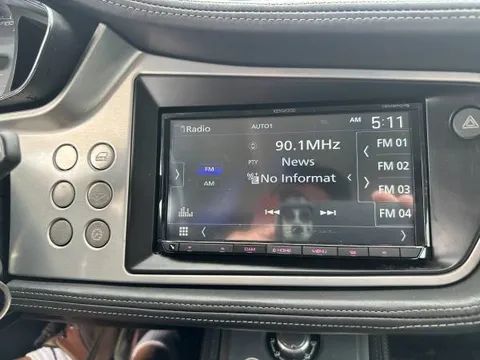 KENWOOD
Radio
AUTO1
AM 5:11
90.1MHz
PTY News
No Informat
FM
AM
FM 01
FM 02
FM 03
FM 04